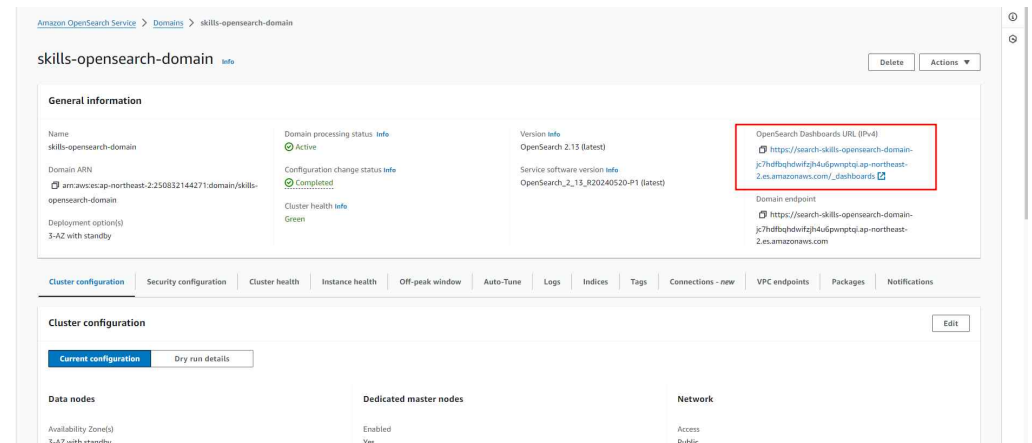 Amazon OpenSearch Service > Domains > skills-opensearch-domain
skills-opensearch-domain Info
Delete
Actions ▼
General information
Name
skills-opensearch-domain
Domain ARN
arn:aws:es:ap-northeast-2:250832144271:domain/skills-
opensearch-domain
Deployment option(s)
3-AZ with standby
Domain processing status Info
Active
Configuration change status Info
Completed
Cluster health Info
Green
Version Info
OpenSearch 2.13 (latest)
Service software version Info
OpenSearch_2_13_R20240520-P1 (latest)
OpenSearch Dashboards URL (IPv4)
https://search-skills-opensearch-domain-
jc7hdfbqhdwifzjh4u6pwnptqi.ap-northeast-
2.es.amazonaws.com/_dashboards
Domain endpoint
https://search-skills-opensearch-domain-
jc7hdfbqhdwifzjh4u6pwnptqi.ap-northeast-
2.es.amazonaws.com
Cluster configuration Security configuration Cluster health Instance health Off-peak window Auto-Tune Logs Indices Tags Connections - new VPC endpoints Packages Notifications
Cluster configuration
Edit
Current configuration Dry run details
Data nodes
Availability Zone(s)
3-AZ with standby
Dedicated master nodes
Enabled
Yes
Network
Access
Public